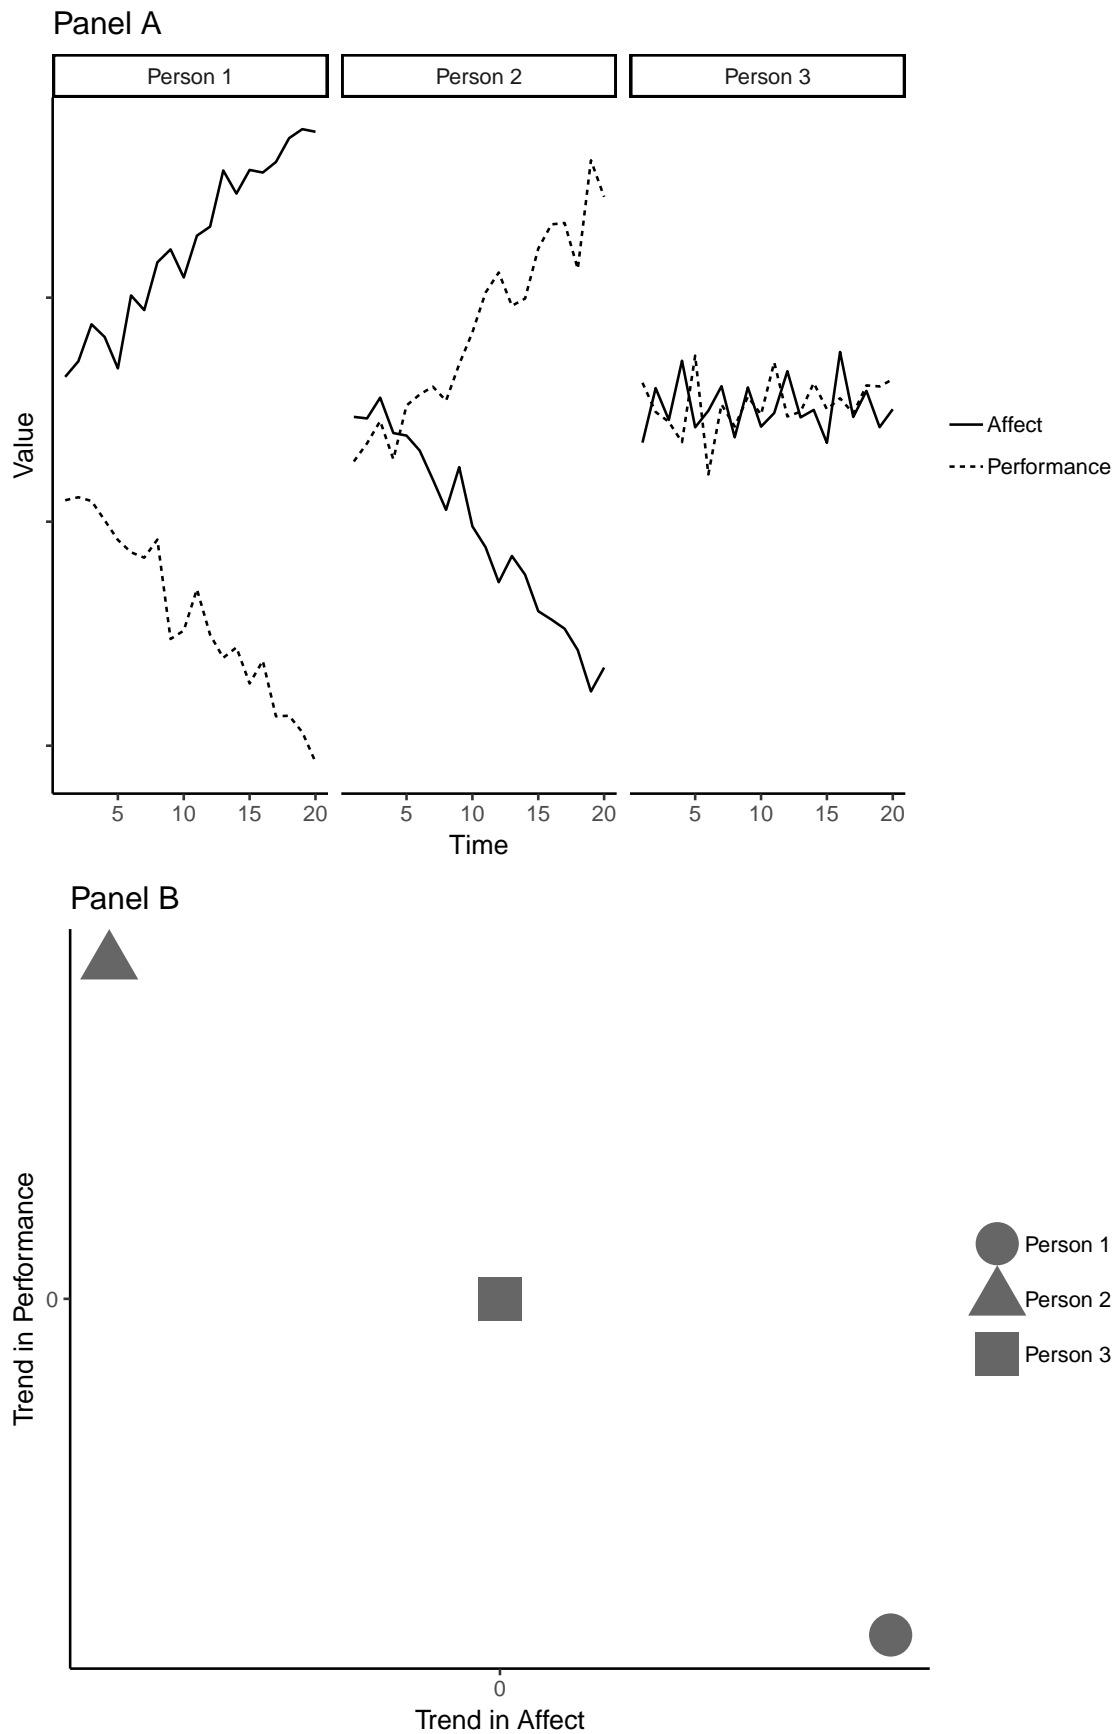 Panel A
Person 1
Person 2
Person 3
Value
Affect
Performance
5 10 15 20
5 10 15 20
5 10 15 20
Time
Panel B
Trend in Performance
0
Person 1
Person 2
Person 3
0
Trend in Affect